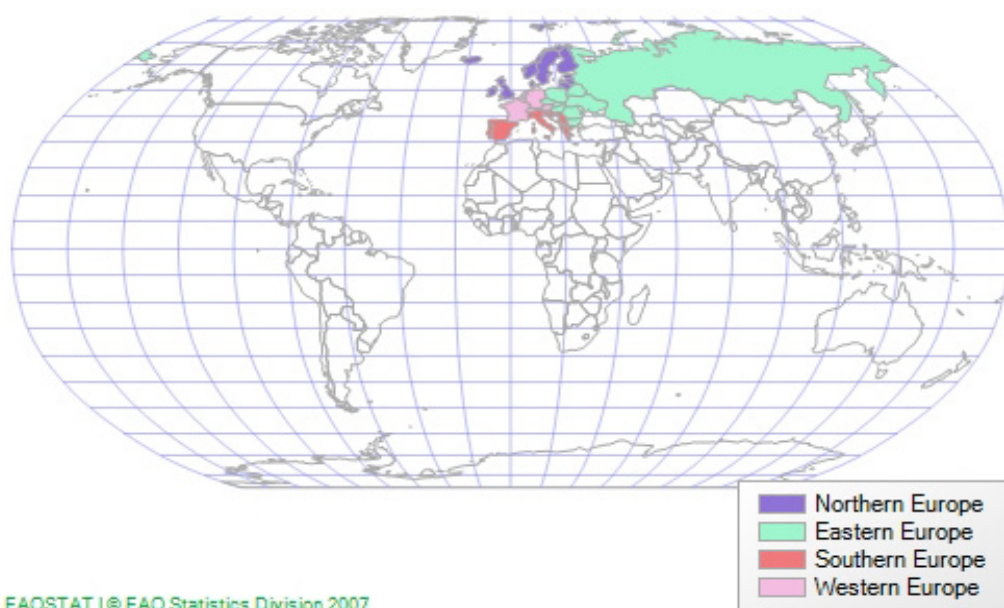 Northern Europe
Eastern Europe
Southern Europe
Western Europe
FAOSTAT | © FAO Statistics Division 2007